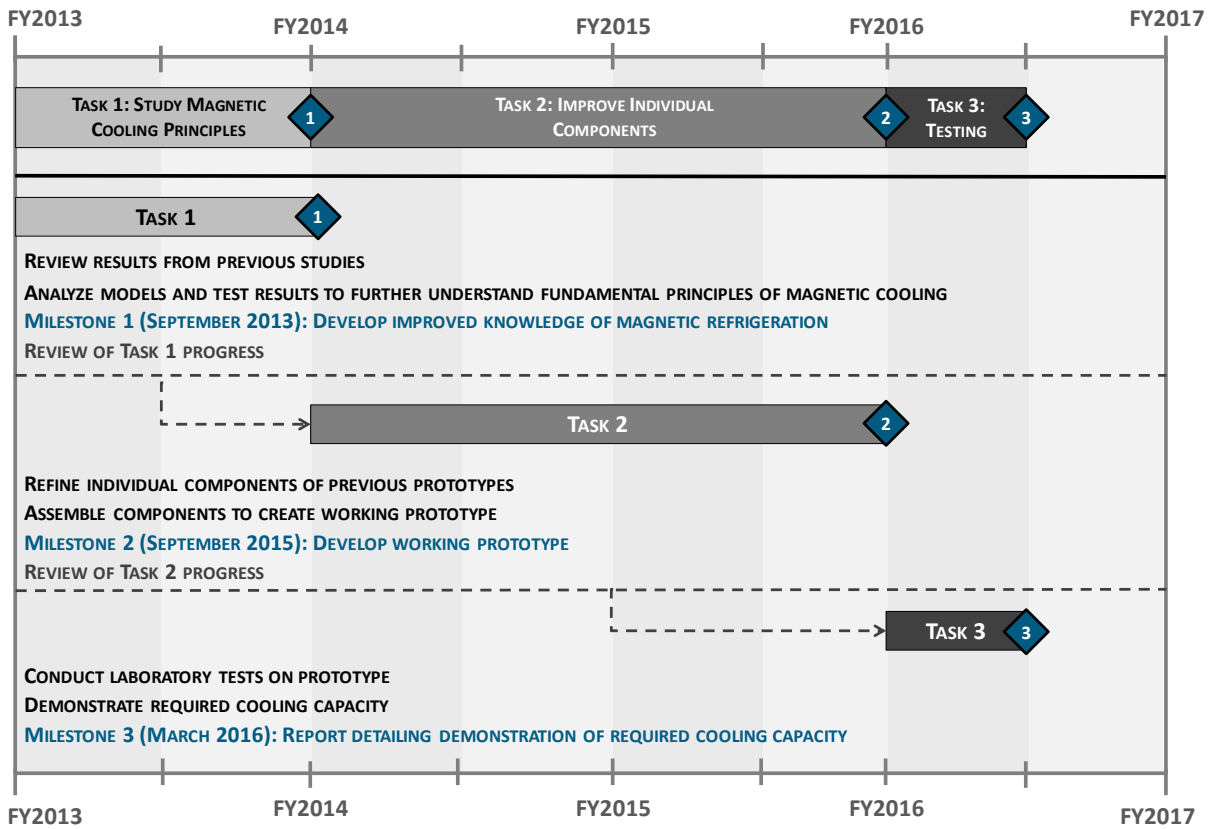 FY2013 FY2014 FY2015 FY2016 FY2017
TASK 1: STUDY MAGNETIC
COOLING PRINCIPLES
1
TASK 2: IMPROVE INDIVIDUAL
COMPONENTS
2
TASK 3:
TESTING
3
TASK 1
1
REVIEW RESULTS FROM PREVIOUS STUDIES
ANALYZE MODELS AND TEST RESULTS TO FURTHER UNDERSTAND FUNDAMENTAL PRINCIPLES OF MAGNETIC COOLING
MILESTONE 1 (SEPTEMBER 2013): DEVELOP IMPROVED KNOWLEDGE OF MAGNETIC REFRIGERATION
REVIEW OF TASK 1 PROGRESS
TASK 2
2
REFINE INDIVIDUAL COMPONENTS OF PREVIOUS PROTOTYPES
ASSEMBLE COMPONENTS TO CREATE WORKING PROTOTYPE
MILESTONE 2 (SEPTEMBER 2015): DEVELOP WORKING PROTOTYPE
REVIEW OF TASK 2 PROGRESS
TASK 3
3
CONDUCT LABORATORY TESTS ON PROTOTYPE
DEMONSTRATE REQUIRED COOLING CAPACITY
MILESTONE 3 (MARCH 2016): REPORT DETAILING DEMONSTRATION OF REQUIRED COOLING CAPACITY
FY2013 FY2014 FY2015 FY2016 FY2017